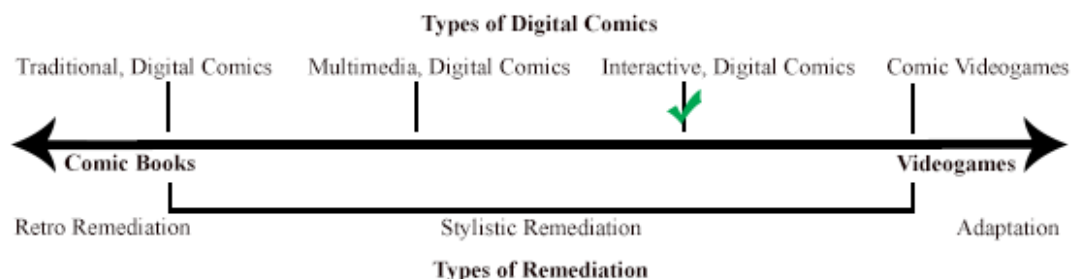 Types of Digital Comics
Traditional, Digital Comics Multimedia, Digital Comics Interactive, Digital Comics Comic Videogames
Comic Books Videogames
Retro Remediation Stylistic Remediation Adaptation
Types of Remediation